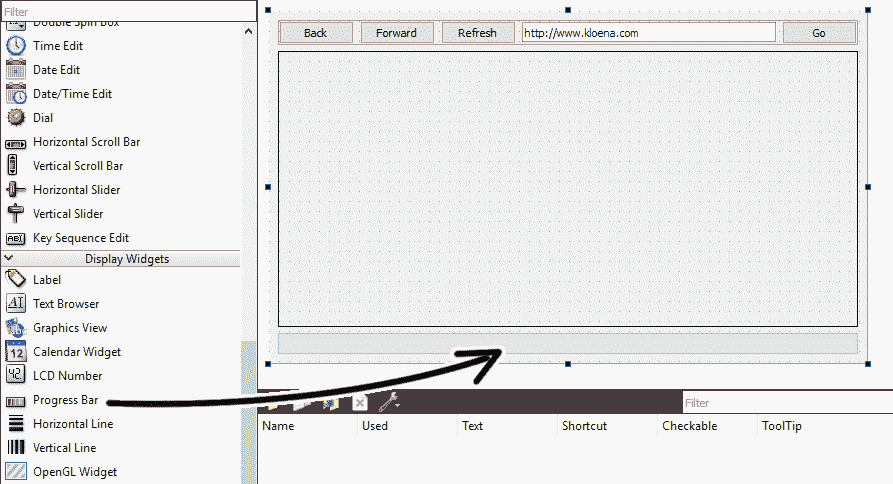 Filter
Double Spin Box
Time Edit
Date Edit
Date/Time Edit
Dial
Horizontal Scroll Bar
Vertical Scroll Bar
Horizontal Slider
Vertical Slider
Key Sequence Edit
Display Widgets
Label
Text Browser
Graphics View
Calendar Widget
LCD Number
Progress Bar
Horizontal Line
Vertical Line
OpenGL Widget
Back Forward Refresh http://www.kloena.com Go
Filter
Name Used Text Shortcut Checkable ToolTip